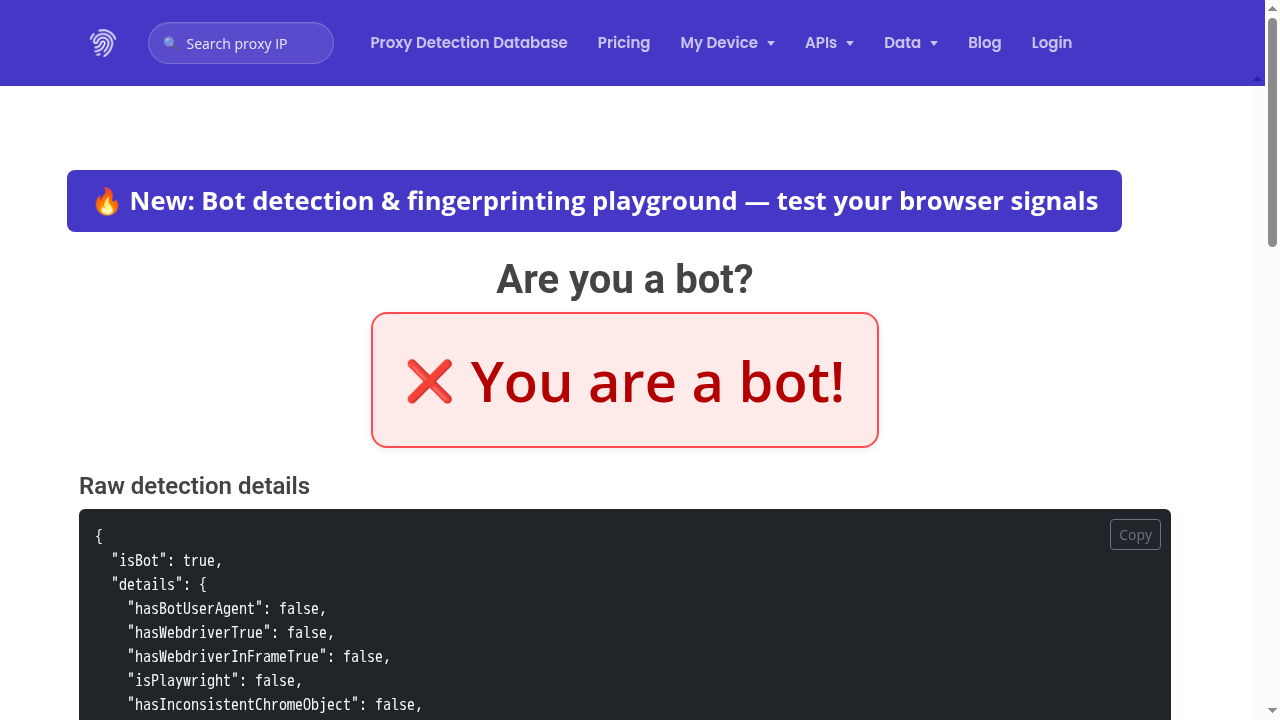 🔍 Search proxy IP
Proxy Detection Database
Pricing
My Device
APIs
Data
Blog
Login
🔥 New: Bot detection & fingerprinting playground — test your browser signals
Are you a bot?
❌ You are a bot!
Raw detection details
Copy
{
"isBot": true,
"details": {
"hasBotUserAgent": false,
"hasWebdriverTrue": false,
"hasWebdriverInFrameTrue": false,
"isPlaywright": false,
"hasInconsistentChromeObject": false,